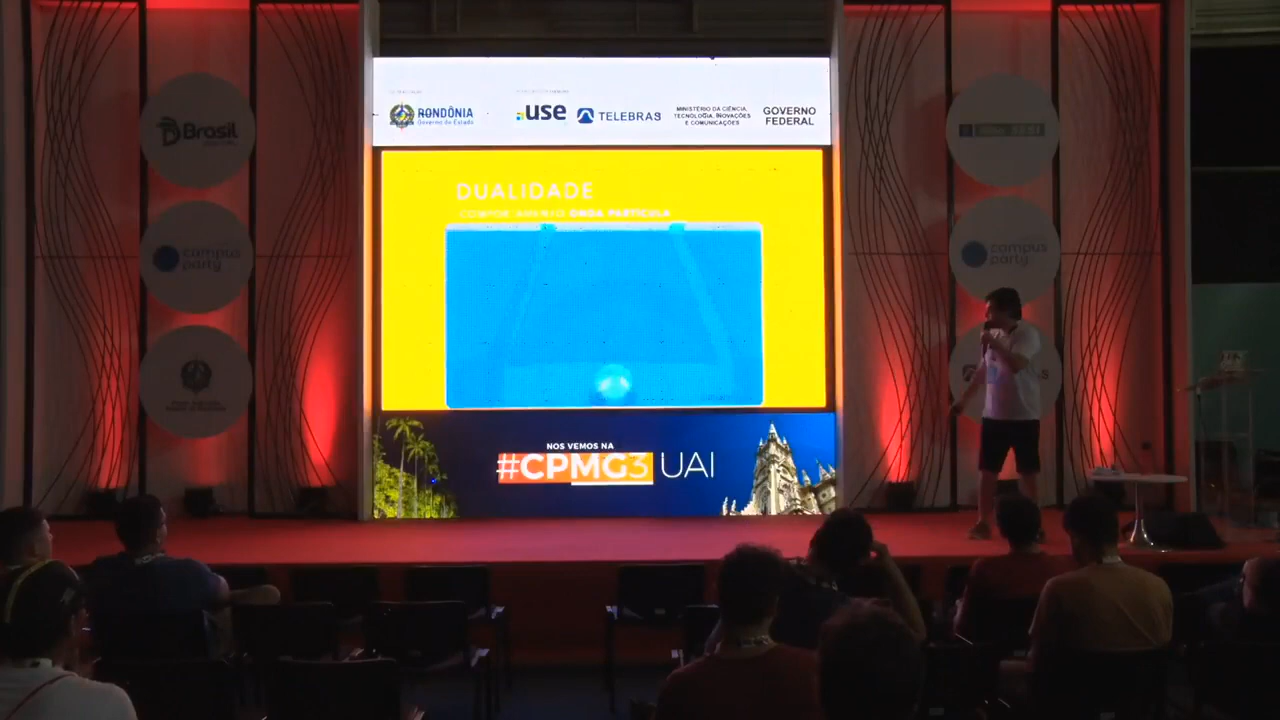 RONDÔNIA
Governo do Estado
use
TELEBRAS
MINISTÉRIO DA CIÊNCIA,
TECNOLOGIA, INOVAÇÕES
E COMUNICAÇÕES
GOVERNO
FEDERAL
DUALIDADE
COMPORTAMENTO ONDA PARTÍCULA
NOS VEMOS NA
#CPMG3 UAI
Brasil
campus
party
campus
party